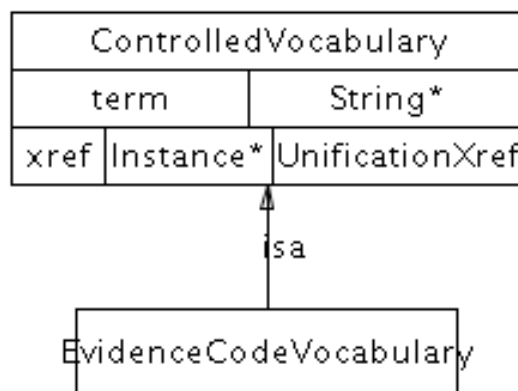 ControlledVocabulary
term String*
xref Instance* UnificationXref
isa
EvidenceCodeVocabulary